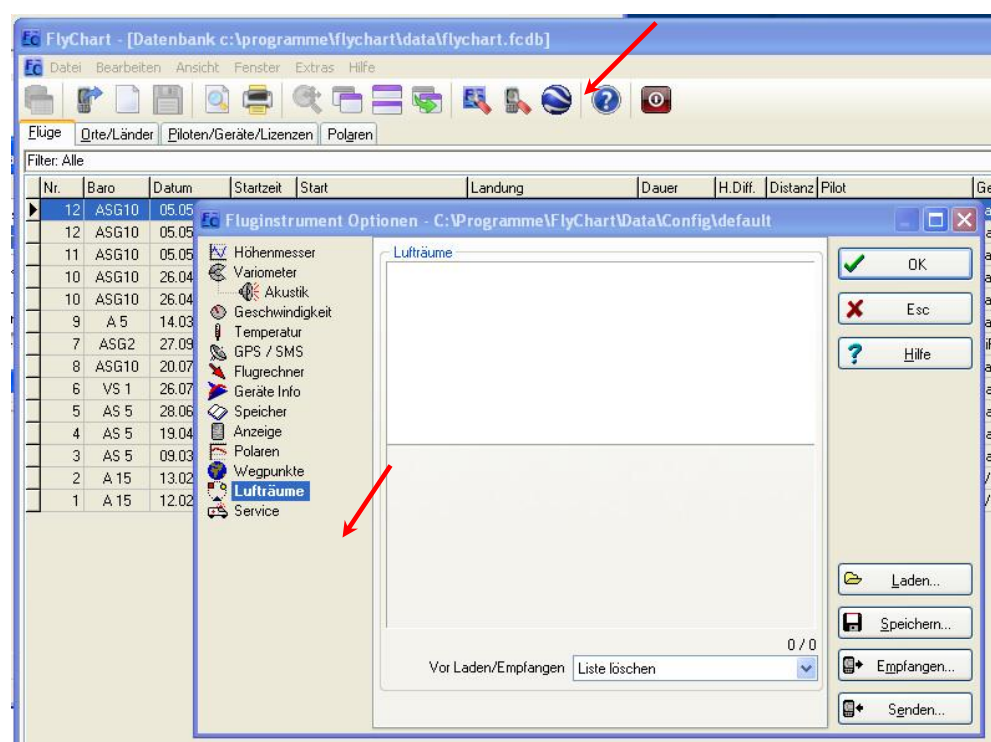 FlyChart - [Datenbank c:\programme\flychart\data\flychart.fcdb]
Datei Bearbeiten Ansicht Fenster Extras Hilfe
Flüge Orte/Länder Piloten/Geräte/Lizenzen Polaren
Filter: Alle
Nr. Baro Datum Startzeit Start Landung Dauer H.Diff. Distanz Pilot Ge
12 ASG10 05.05
12 ASG10 05.05
11 ASG10 05.05
10 ASG10 26.04
10 ASG10 26.04
9 A 5 14.03
7 ASG2 27.09
8 ASG10 20.07
6 VS 1 26.07
5 AS 5 28.06
4 AS 5 19.04
3 AS 5 09.03
2 A 15 13.02
1 A 15 12.02
Fluginstrument Optionen - C:\Programme\FlyChart\Data\Config\default
Höhenmesser
Variometer
Akustik
Geschwindigkeit
Temperatur
GPS / SMS
Flugrechner
Geräte Info
Speicher
Anzeige
Polaren
Wegpunkte
Lufträume
Service
Lufträume
0 / 0
Vor Laden/Empfangen Liste löschen
OK
Esc
Hilfe
Laden...
Speichern...
Empfangen...
Senden...